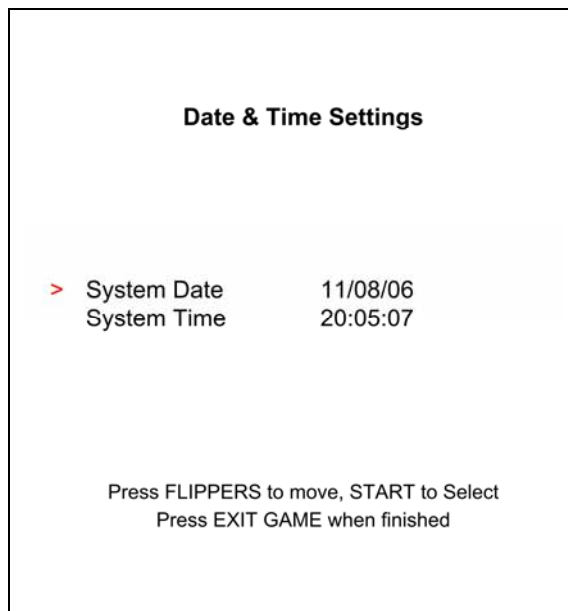 Date & Time Settings
> System Date 11/08/06
System Time 20:05:07
Press FLIPPERS to move, START to Select
Press EXIT GAME when finished